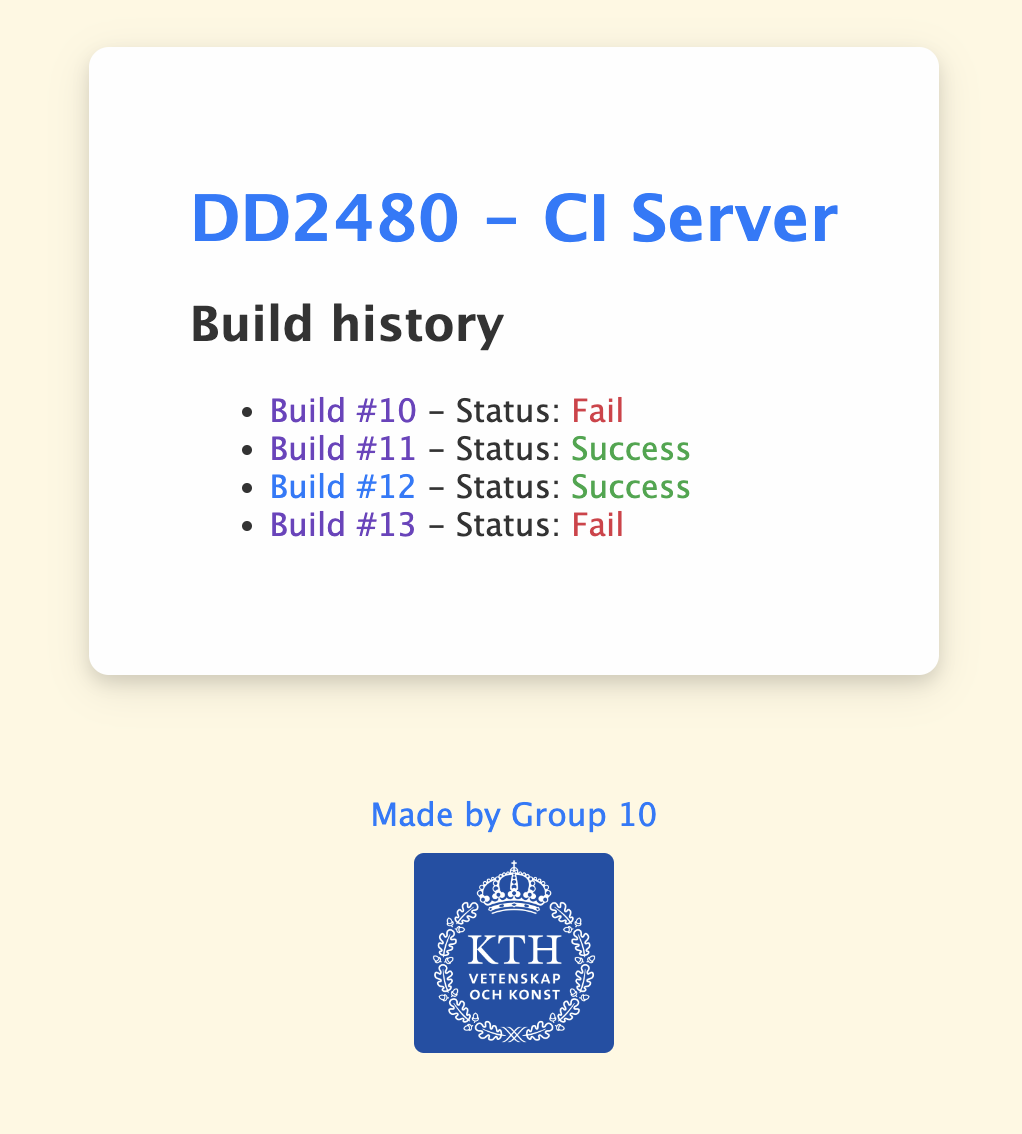 DD2480 – CI Server
Build history
• Build #10 – Status: Fail
• Build #11 – Status: Success
• Build #12 – Status: Success
• Build #13 – Status: Fail
Made by Group 10
KTH
VETENSKAP
OCH KONST